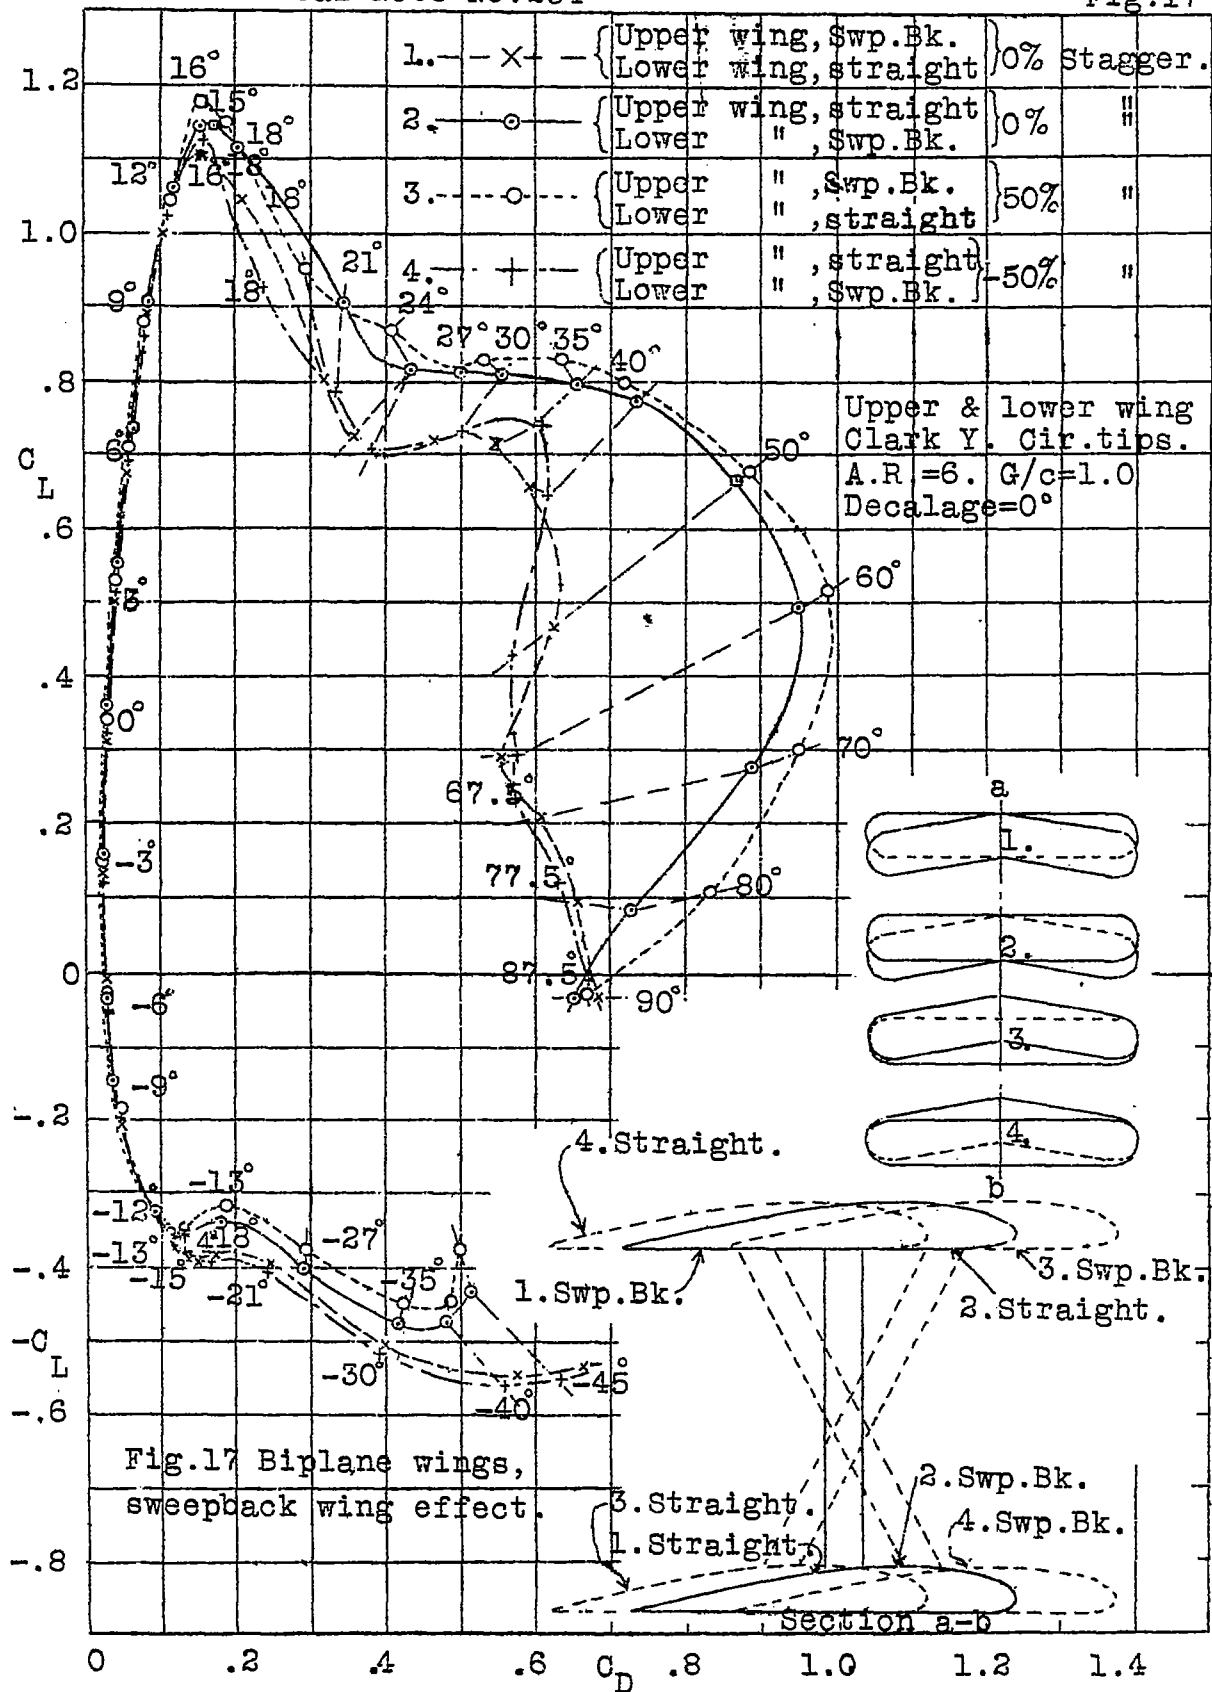 Fig.17
1. Upper wing, Swp.Bk.
Lower wing, straight
0% Stagger.
2. Upper wing, straight
Lower " , Swp.Bk.
0% "
3. Upper " , Swp.Bk.
Lower " , straight
50% "
4. Upper " , straight
Lower " , Swp.Bk.
-50% "
Upper & lower wing
Clark Y. Cir.tips.
A.R.=6. G/c=1.0
Decalage=0°
1.2
1.0
.8
CL
.6
.4
.2
0
-.2
-.4
-CL
-.6
-.8
16°
15°
18°
12°
16°
18°
18°
18°
21°
24°
9°
27° 30° 35°
40°
6°
50°
60°
0°
70°
67.5°
-3°
77.5°
80°
87.5°
90°
-6°
-9°
-13°
-12°
-13°
-15°
-18°
-21°
-27°
-35°
-30°
-40°
-45°
a
1.
2.
3.
4.
b
4.Straight.
1.Swp.Bk.
3.Swp.Bk.
2.Straight.
2.Swp.Bk.
3.Straight.
4.Swp.Bk.
1.Straight.
Section a-b
Fig.17 Biplane wings,
sweepback wing effect.
0 .2 .4 .6 CD .8 1.0 1.2 1.4